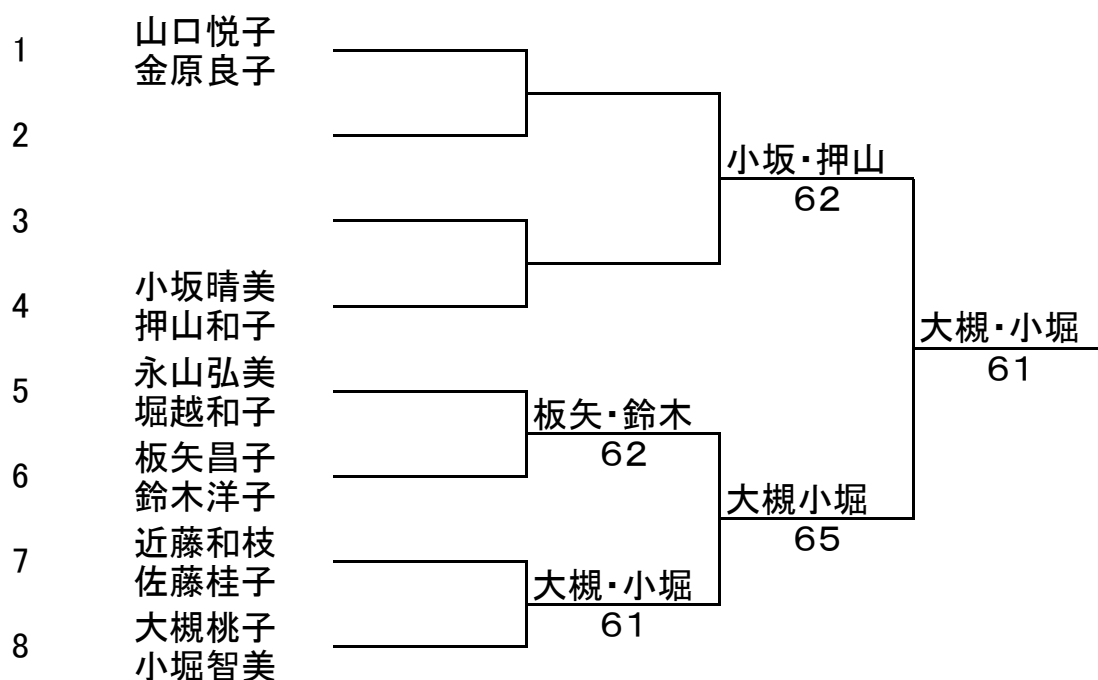 1
山口悦子
金原良子
2
小坂・押山
62
3
4
小坂晴美
押山和子
大槻・小堀
61
5
永山弘美
堀越和子
板矢・鈴木
62
6
板矢昌子
鈴木洋子
大槻小堀
65
7
近藤和枝
佐藤桂子
大槻・小堀
61
8
大槻桃子
小堀智美